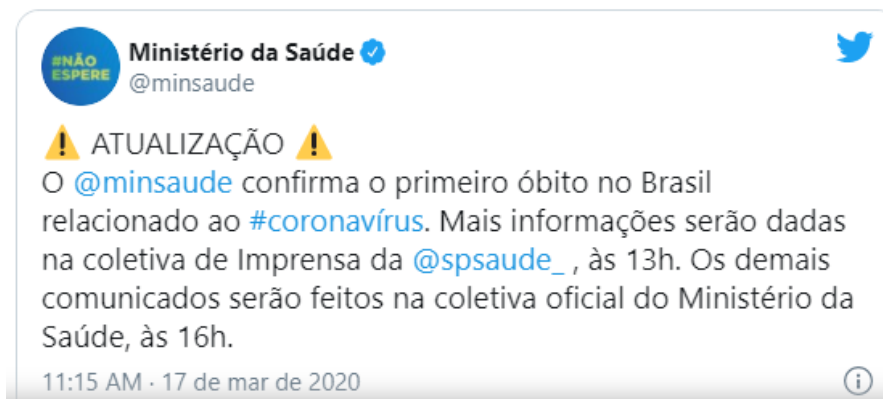 #NÃO
ESPERE
Ministério da Saúde
@minsaude
⚠ ATUALIZAÇÃO ⚠
O @minsaude confirma o primeiro óbito no Brasil
relacionado ao #coronavírus. Mais informações serão dadas
na coletiva de Imprensa da @spsaude_ , às 13h. Os demais
comunicados serão feitos na coletiva oficial do Ministério da
Saúde, às 16h.
11:15 AM · 17 de mar de 2020